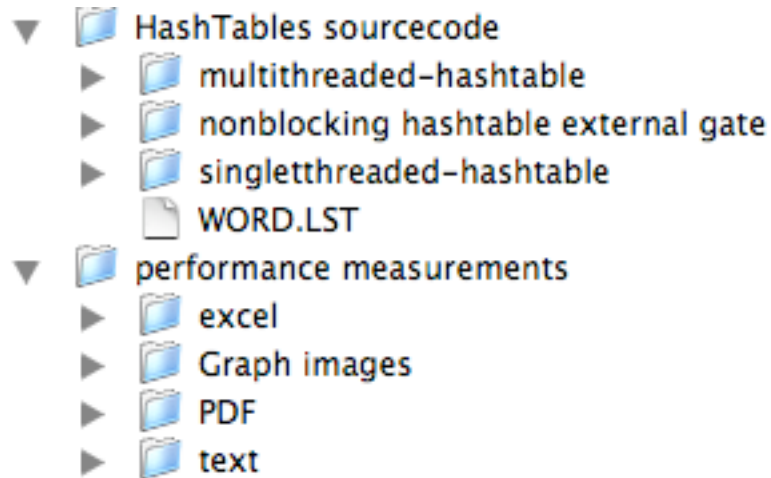 HashTables sourcecode
multithreaded-hashtable
nonblocking hashtable external gate
singletthreaded-hashtable
WORD.LST
performance measurements
excel
Graph images
PDF
text